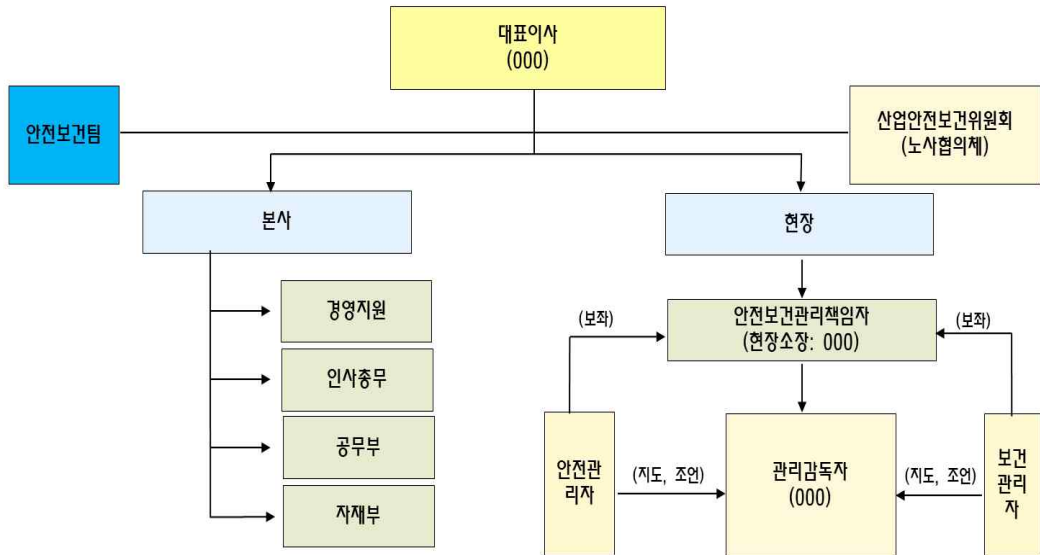 대표이사
(000)
안전보건팀
산업안전보건위원회
(노사협의체)
본사
현장
경영지원
인사총무
공무부
자재부
(보좌)
안전보건관리책임자
(현장소장: 000)
(보좌)
안전관
리자
(지도, 조언)
관리감독자
(000)
(지도, 조언)
보건
관리
자